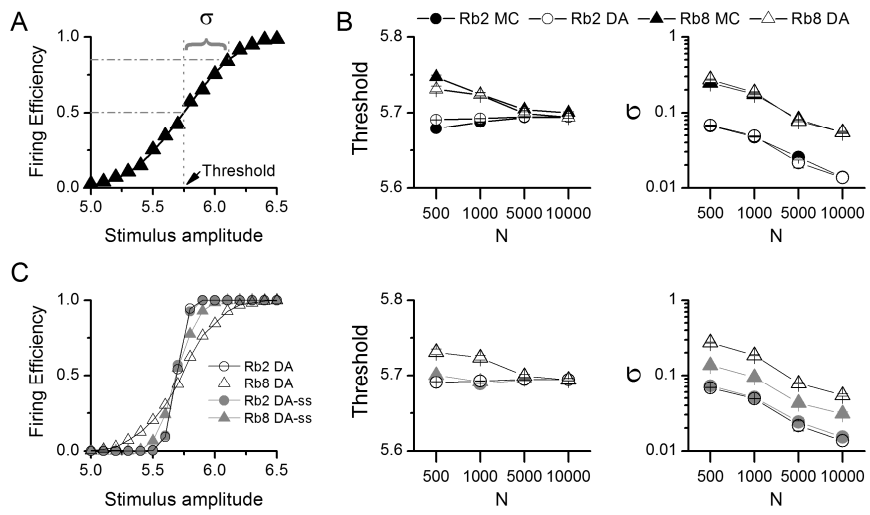 A
σ
1.0
0.5
0.0
Firing Efficiency
Threshold
5.0 5.5 6.0 6.5
Stimulus amplitude
B
Rb2 MC Rb2 DA Rb8 MC Rb8 DA
5.8
5.7
5.6
Threshold
500 1000 5000 10000
N
1
0.1
0.01
σ
500 1000 5000 10000
N
C
1.0
0.5
0.0
Firing Efficiency
Rb2 DA
Rb8 DA
Rb2 DA-ss
Rb8 DA-ss
5.0 5.5 6.0 6.5
Stimulus amplitude
5.8
5.7
5.6
Threshold
500 1000 5000 10000
N
1
0.1
0.01
σ
500 1000 5000 10000
N